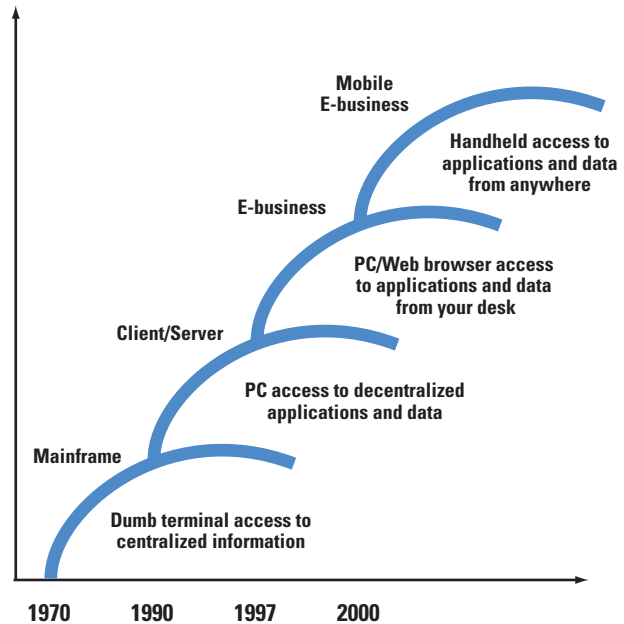 Mobile
E-business
Handheld access to
applications and data
from anywhere
E-business
PC/Web browser access
to applications and data
from your desk
Client/Server
PC access to decentralized
applications and data
Mainframe
Dumb terminal access to
centralized information
1970 1990 1997 2000